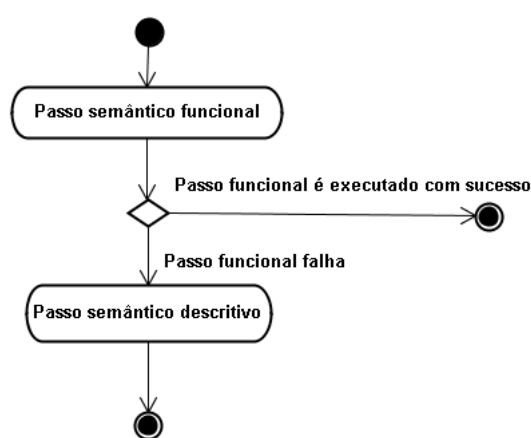 Passo semântico funcional
Passo funcional é executado com sucesso
Passo funcional falha
Passo semântico descritivo